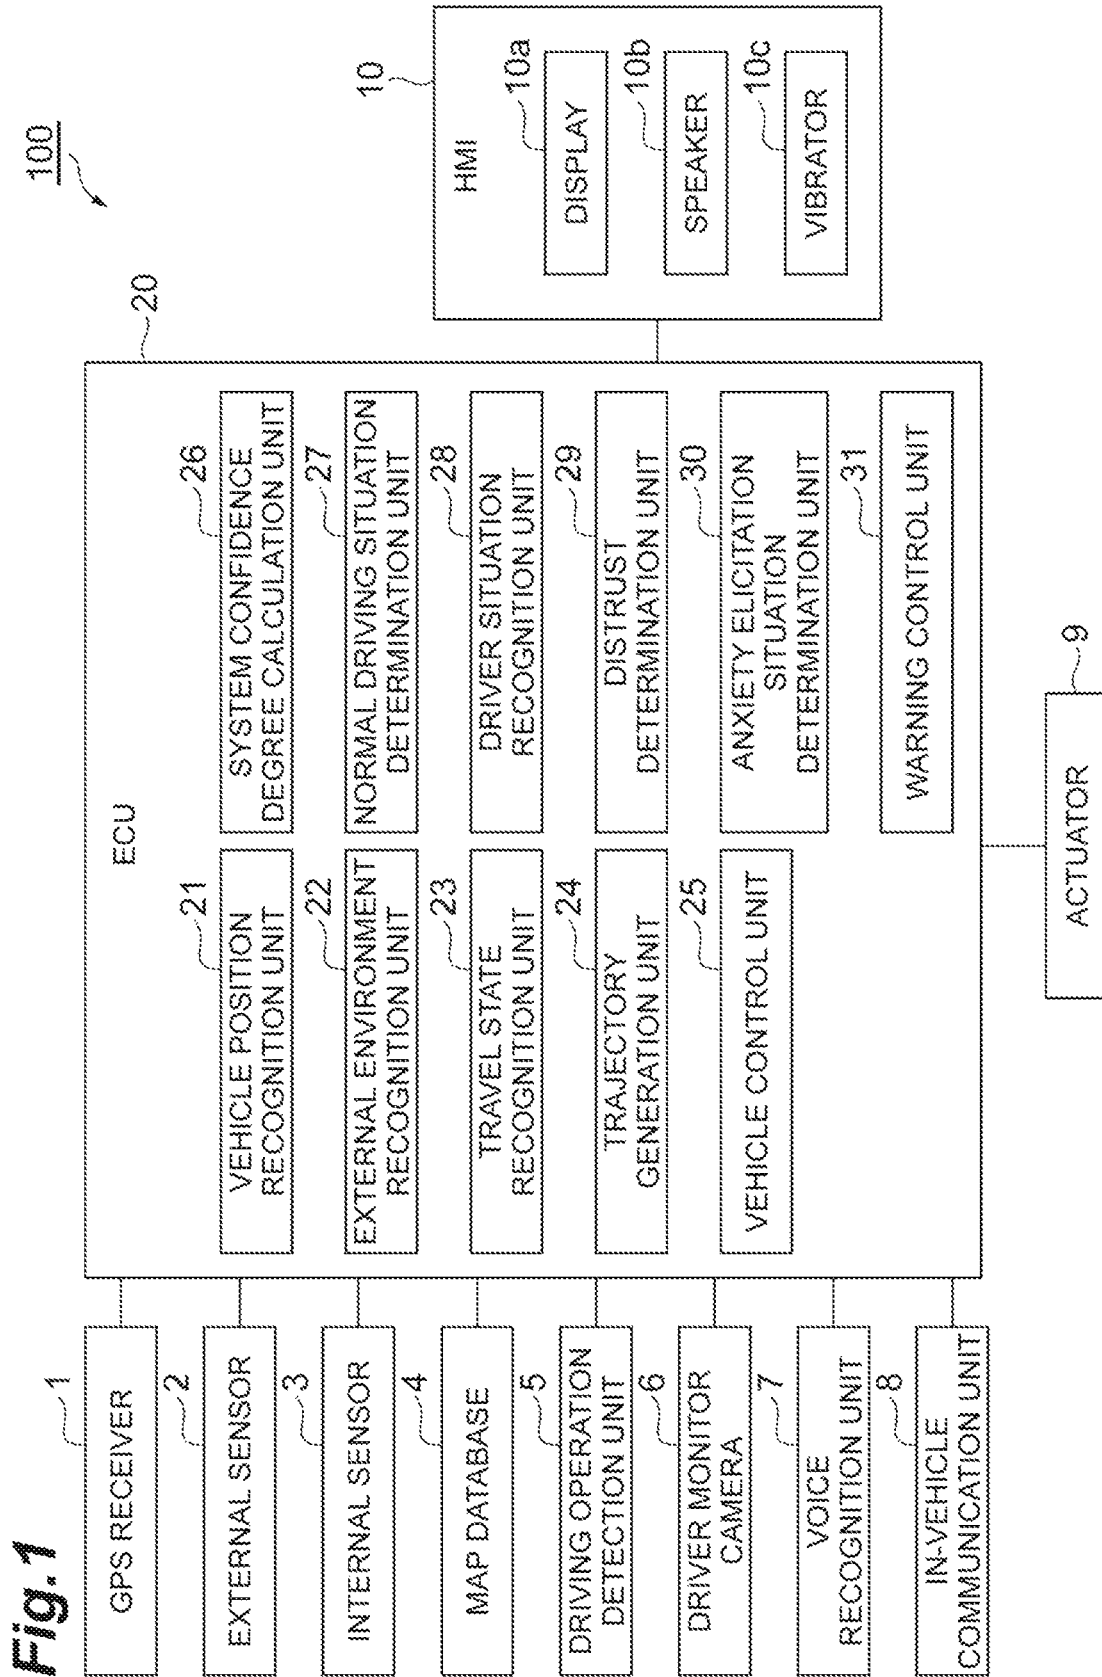 Fig.1
100
1
GPS RECEIVER
2
EXTERNAL SENSOR
3
INTERNAL SENSOR
4
MAP DATABASE
5
DRIVING OPERATION
DETECTION UNIT
6
DRIVER MONITOR
CAMERA
7
VOICE
RECOGNITION UNIT
8
IN-VEHICLE
COMMUNICATION UNIT
20
ECU
21
VEHICLE POSITION
RECOGNITION UNIT
22
EXTERNAL ENVIRONMENT
RECOGNITION UNIT
23
TRAVEL STATE
RECOGNITION UNIT
24
TRAJECTORY
GENERATION UNIT
25
VEHICLE CONTROL UNIT
26
SYSTEM CONFIDENCE
DEGREE CALCULATION UNIT
27
NORMAL DRIVING SITUATION
DETERMINATION UNIT
28
DRIVER SITUATION
RECOGNITION UNIT
29
DISTRUST
DETERMINATION UNIT
30
ANXIETY ELICITATION
SITUATION
DETERMINATION UNIT
31
WARNING CONTROL UNIT
10
HMI
10a
DISPLAY
10b
SPEAKER
10c
VIBRATOR
9
ACTUATOR